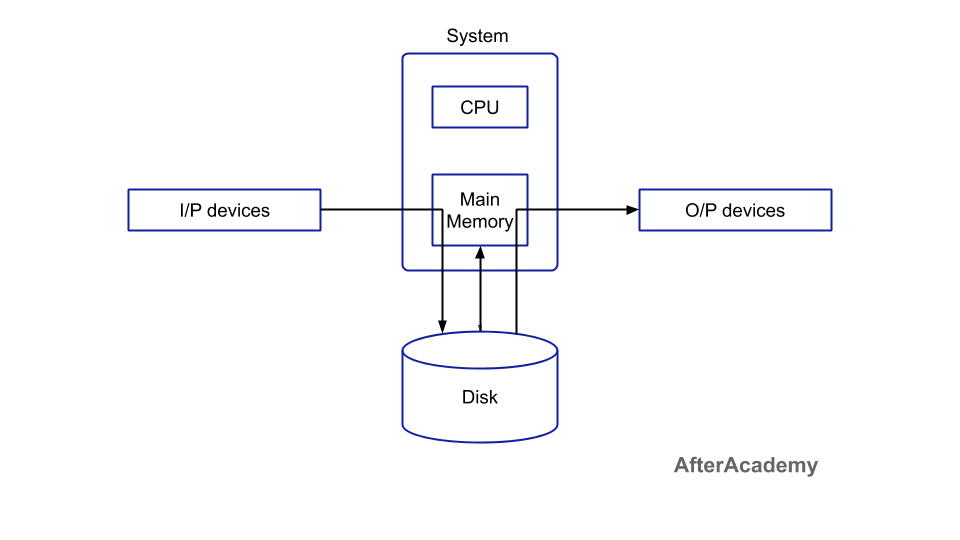 System
CPU
I/P devices
Main
Memory
O/P devices
Disk
AfterAcademy